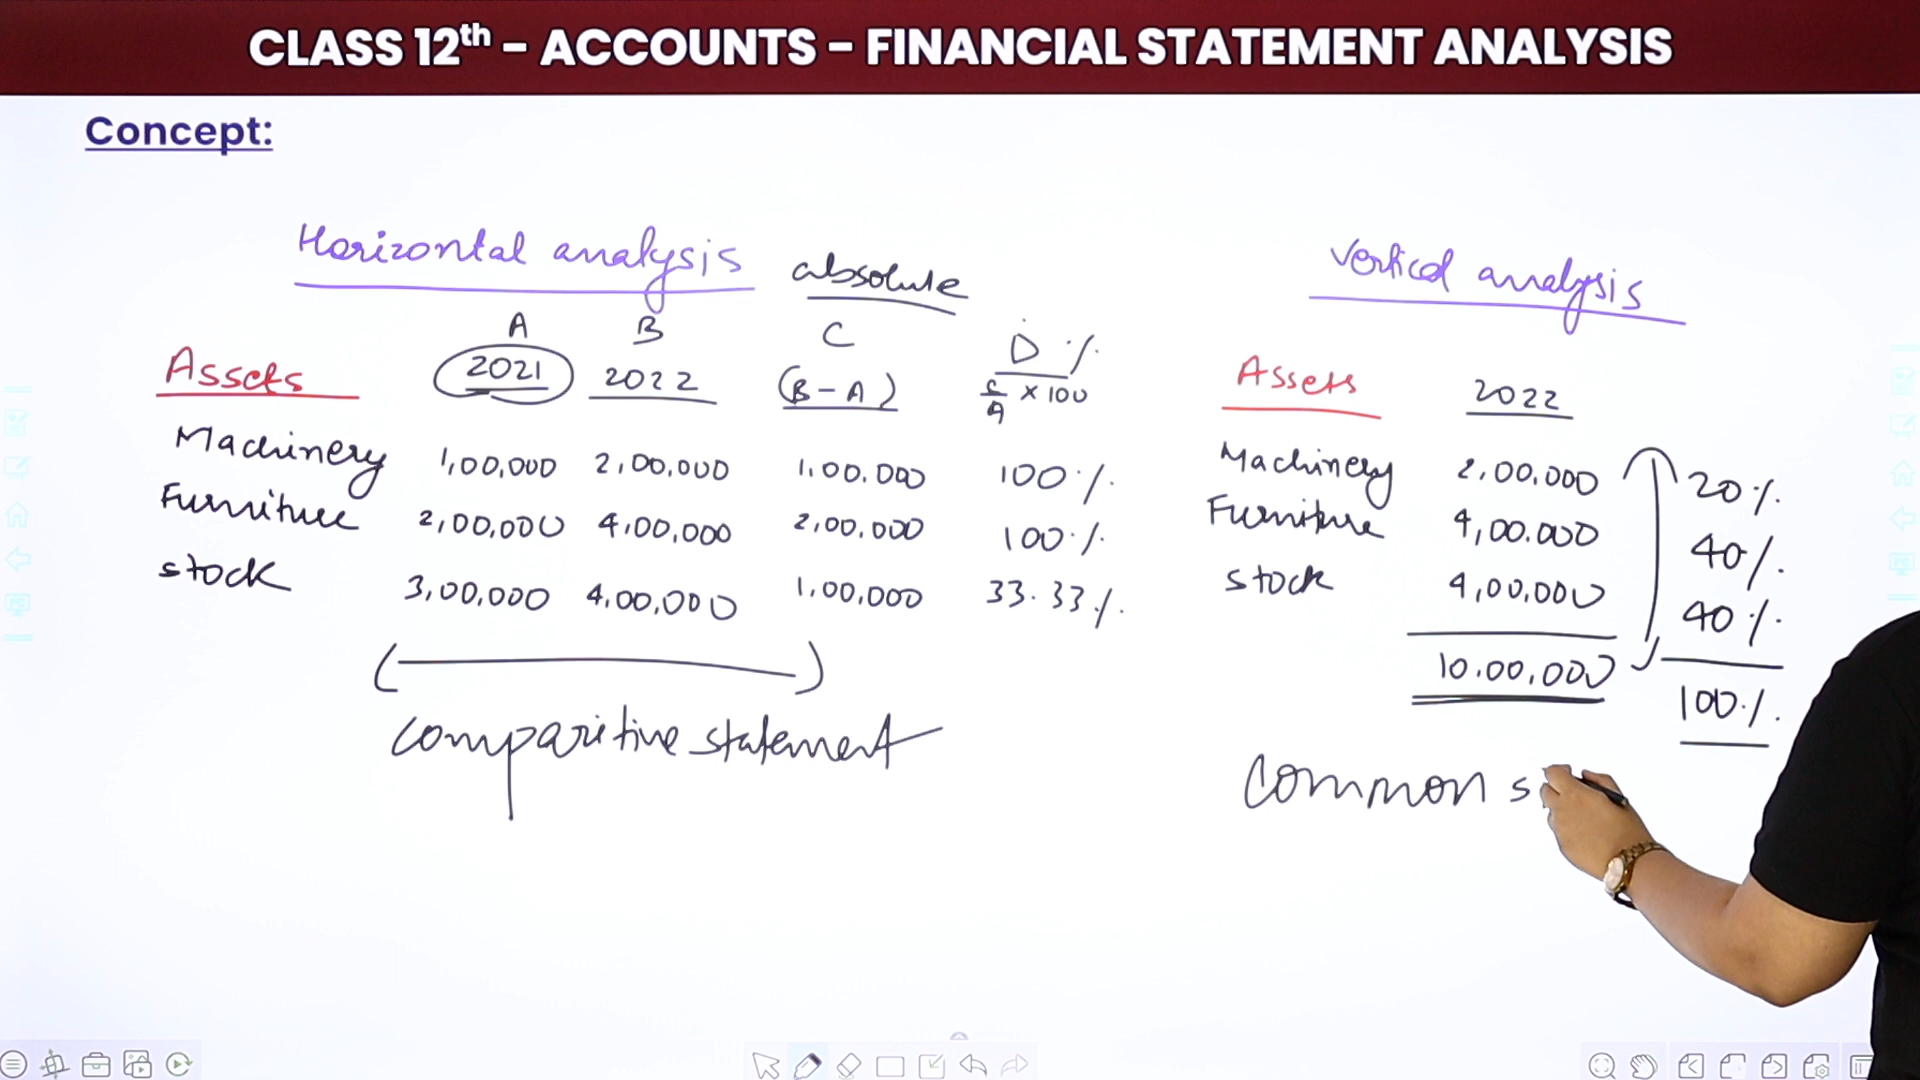 CLASS 12th – ACCOUNTS – FINANCIAL STATEMENT ANALYSIS
Concept:
Horizontal analysis
absolute
A B C D %
Assets 2021 2022 (B - A) C/A × 100
Machinery 1,00,000 2,00,000 1,00,000 100%
Furniture 2,00,000 4,00,000 2,00,000 100%
stock 3,00,000 4,00,000 1,00,000 33.33%
comparitive statement
Vertical analysis
Assets 2022
Machinery 2,00,000 20%
Furniture 4,00,000 40%
stock 4,00,000 40%
10,00,000 100%
Common s